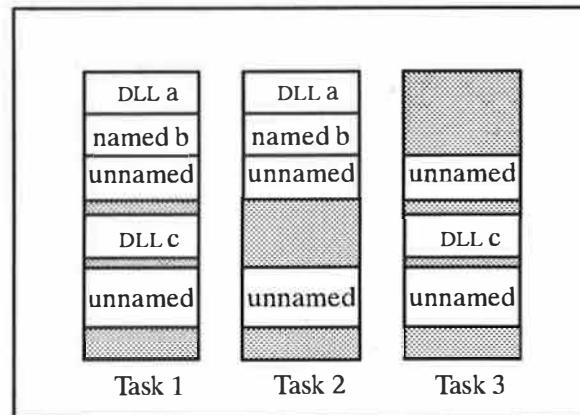 DLL a DLL a
named b named b
unnamed unnamed unnamed
DLL c DLL c
unnamed unnamed unnamed
Task 1 Task 2 Task 3